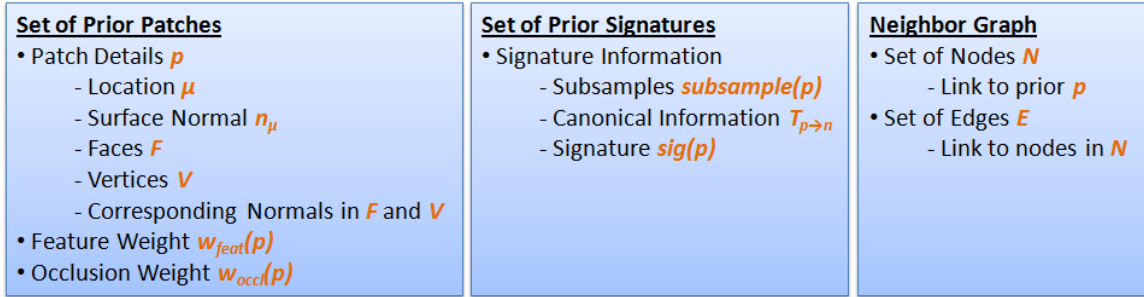 Set of Prior Patches
• Patch Details p
- Location μ
- Surface Normal nμ
- Faces F
- Vertices V
- Corresponding Normals in F and V
• Feature Weight wfeat(p)
• Occlusion Weight woccl(p)
Set of Prior Signatures
• Signature Information
- Subsamples subsample(p)
- Canonical Information Tp→n
- Signature sig(p)
Neighbor Graph
• Set of Nodes N
- Link to prior p
• Set of Edges E
- Link to nodes in N